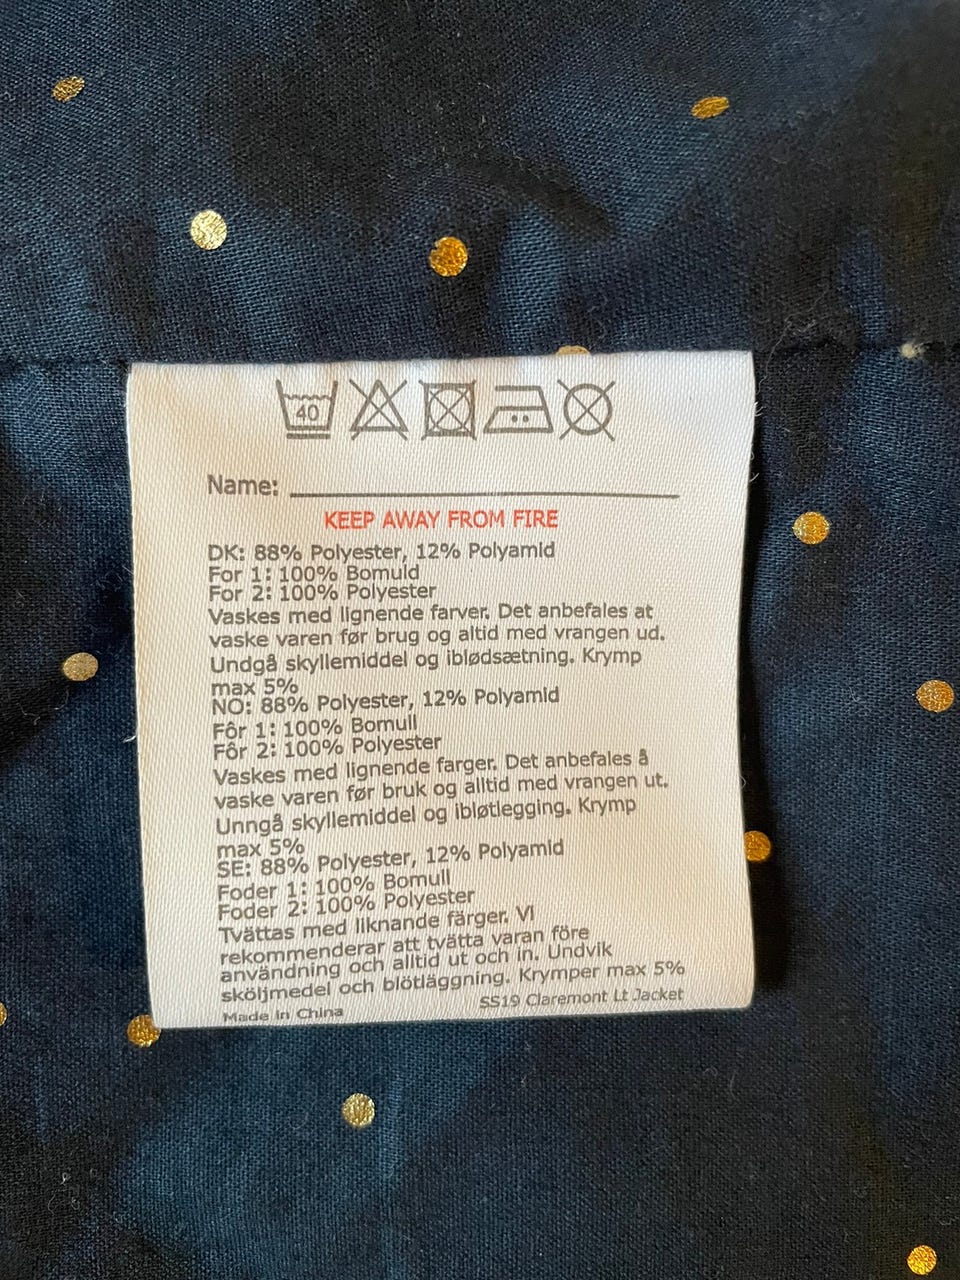 40
Name:
KEEP AWAY FROM FIRE
DK: 88% Polyester, 12% Polyamid
For 1: 100% Bomuld
For 2: 100% Polyester
Vaskes med lignende farver. Det anbefales at
vaske varen før brug og altid med vrangen ud.
Undgå skyllemiddel og iblødsætning. Krymp
max 5%
NO: 88% Polyester, 12% Polyamid
Fôr 1: 100% Bomull
Fôr 2: 100% Polyester
Vaskes med lignende farger. Det anbefales å
vaske varen før bruk og alltid med vrangen ut.
Unngå skyllemiddel og ibløtlegging. Krymp
max 5%
SE: 88% Polyester, 12% Polyamid
Foder 1: 100% Bomull
Foder 2: 100% Polyester
Tvättas med liknande färger. VI
rekommenderar att tvätta varan före
användning och alltid ut och in. Undvik
sköljmedel och blötläggning. Krymper max 5%
Made In China SS19 Claremont Lt Jacket